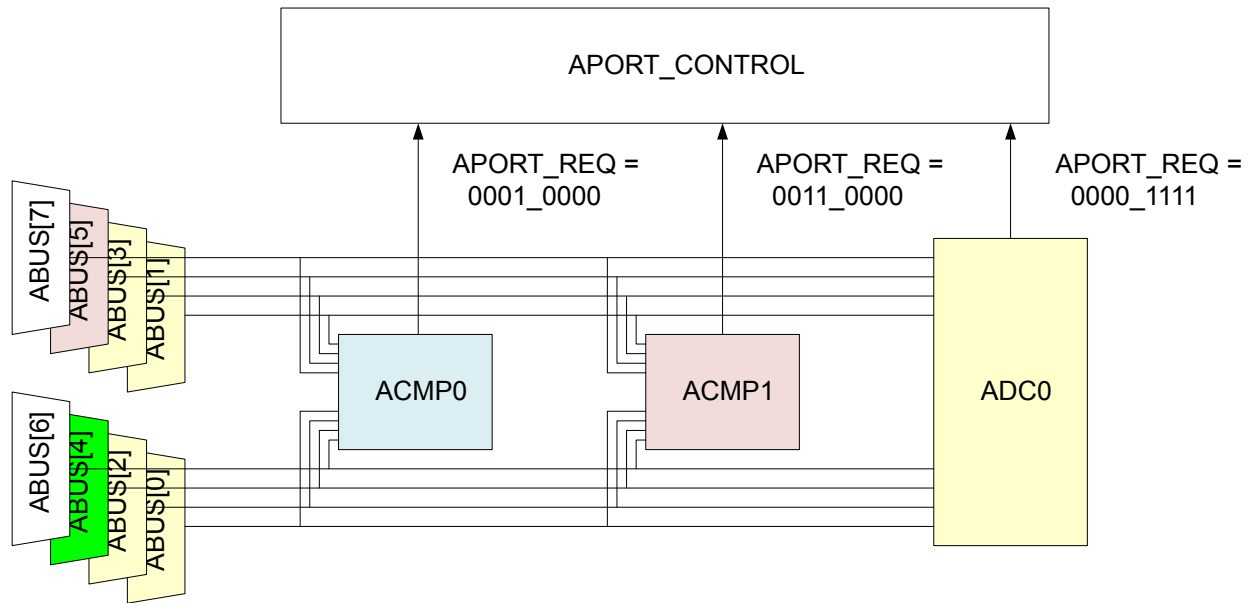 APORT_CONTROL
APORT_REQ =
0001_0000
APORT_REQ =
0011_0000
APORT_REQ =
0000_1111
ABUS[7]
ABUS[5]
ABUS[3]
ABUS[1]
ACMP0
ACMP1
ADC0
ABUS[6]
ABUS[4]
ABUS[2]
ABUS[0]